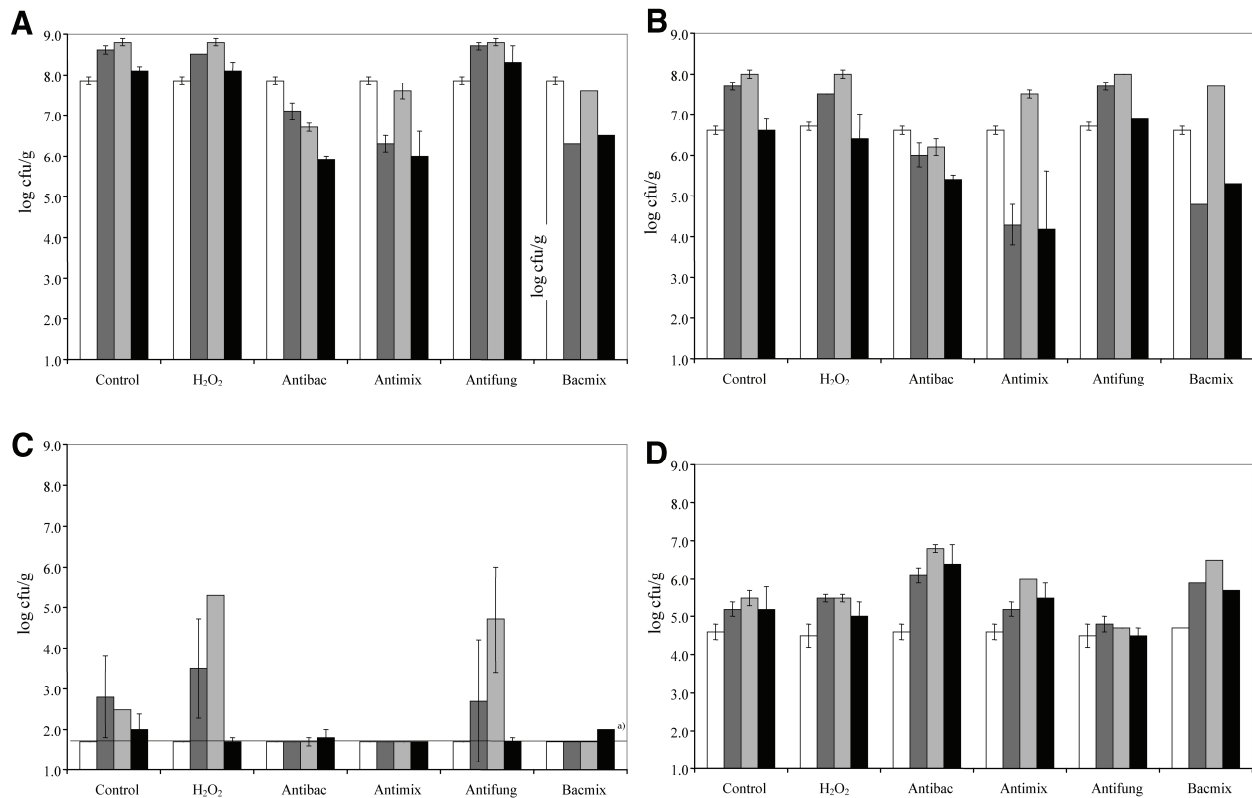 A
9.0
8.0
7.0
6.0
5.0
4.0
3.0
2.0
1.0
log cfu/g
log cfu/g
Control
H₂O₂
Antibac
Antimix
Antifung
Bacmix
B
9.0
8.0
7.0
6.0
5.0
4.0
3.0
2.0
1.0
log cfu/g
Control
H₂O₂
Antibac
Antimix
Antifung
Bacmix
C
9.0
8.0
7.0
6.0
5.0
4.0
3.0
2.0
1.0
log cfu/g
a)
Control
H₂O₂
Antibac
Antimix
Antifung
Bacmix
D
9.0
8.0
7.0
6.0
5.0
4.0
3.0
2.0
1.0
log cfu/g
Control
H₂O₂
Antibac
Antimix
Antifung
Bacmix